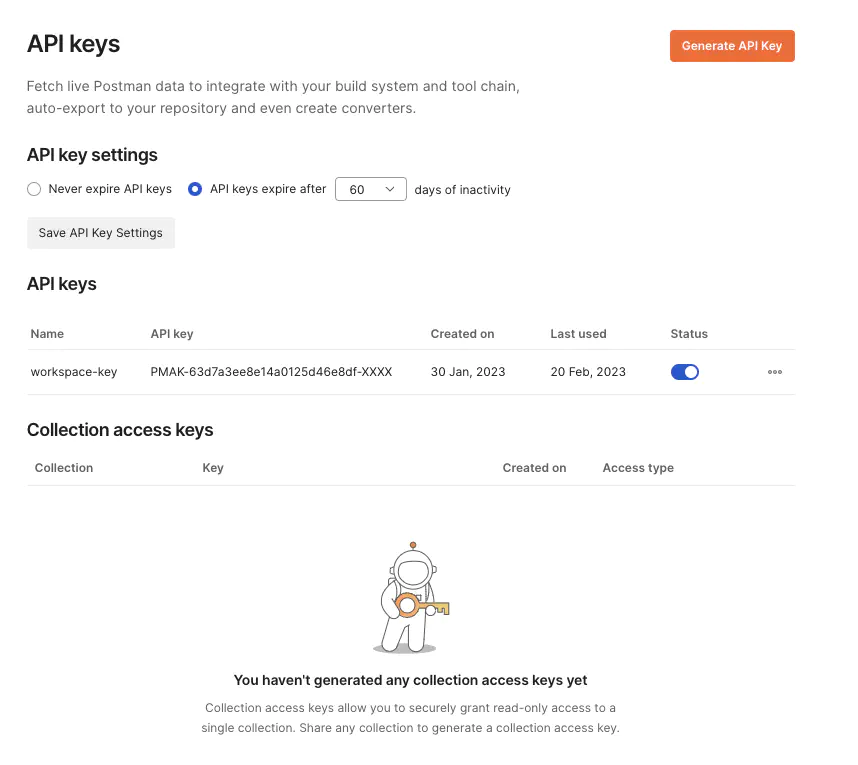 API keys
Generate API Key
Fetch live Postman data to integrate with your build system and tool chain,
auto-export to your repository and even create converters.
API key settings
Never expire API keys API keys expire after 60 days of inactivity
Save API Key Settings
API keys
Name API key Created on Last used Status
workspace-key PMAK-63d7a3ee8e14a0125d46e8df-XXXX 30 Jan, 2023 20 Feb, 2023
Collection access keys
Collection Key Created on Access type
You haven't generated any collection access keys yet
Collection access keys allow you to securely grant read-only access to a
single collection. Share any collection to generate a collection access key.